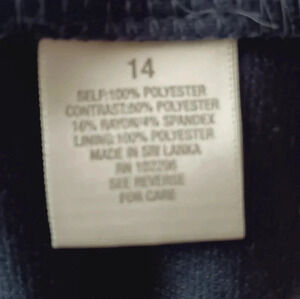 14
SELF:100% POLYESTER
CONTRAST:80% POLYESTER
16% RAYON/4% SPANDEX
LINING:100% POLYESTER
MADE IN SRI LANKA
RN
SEE REVERSE
FOR CARE